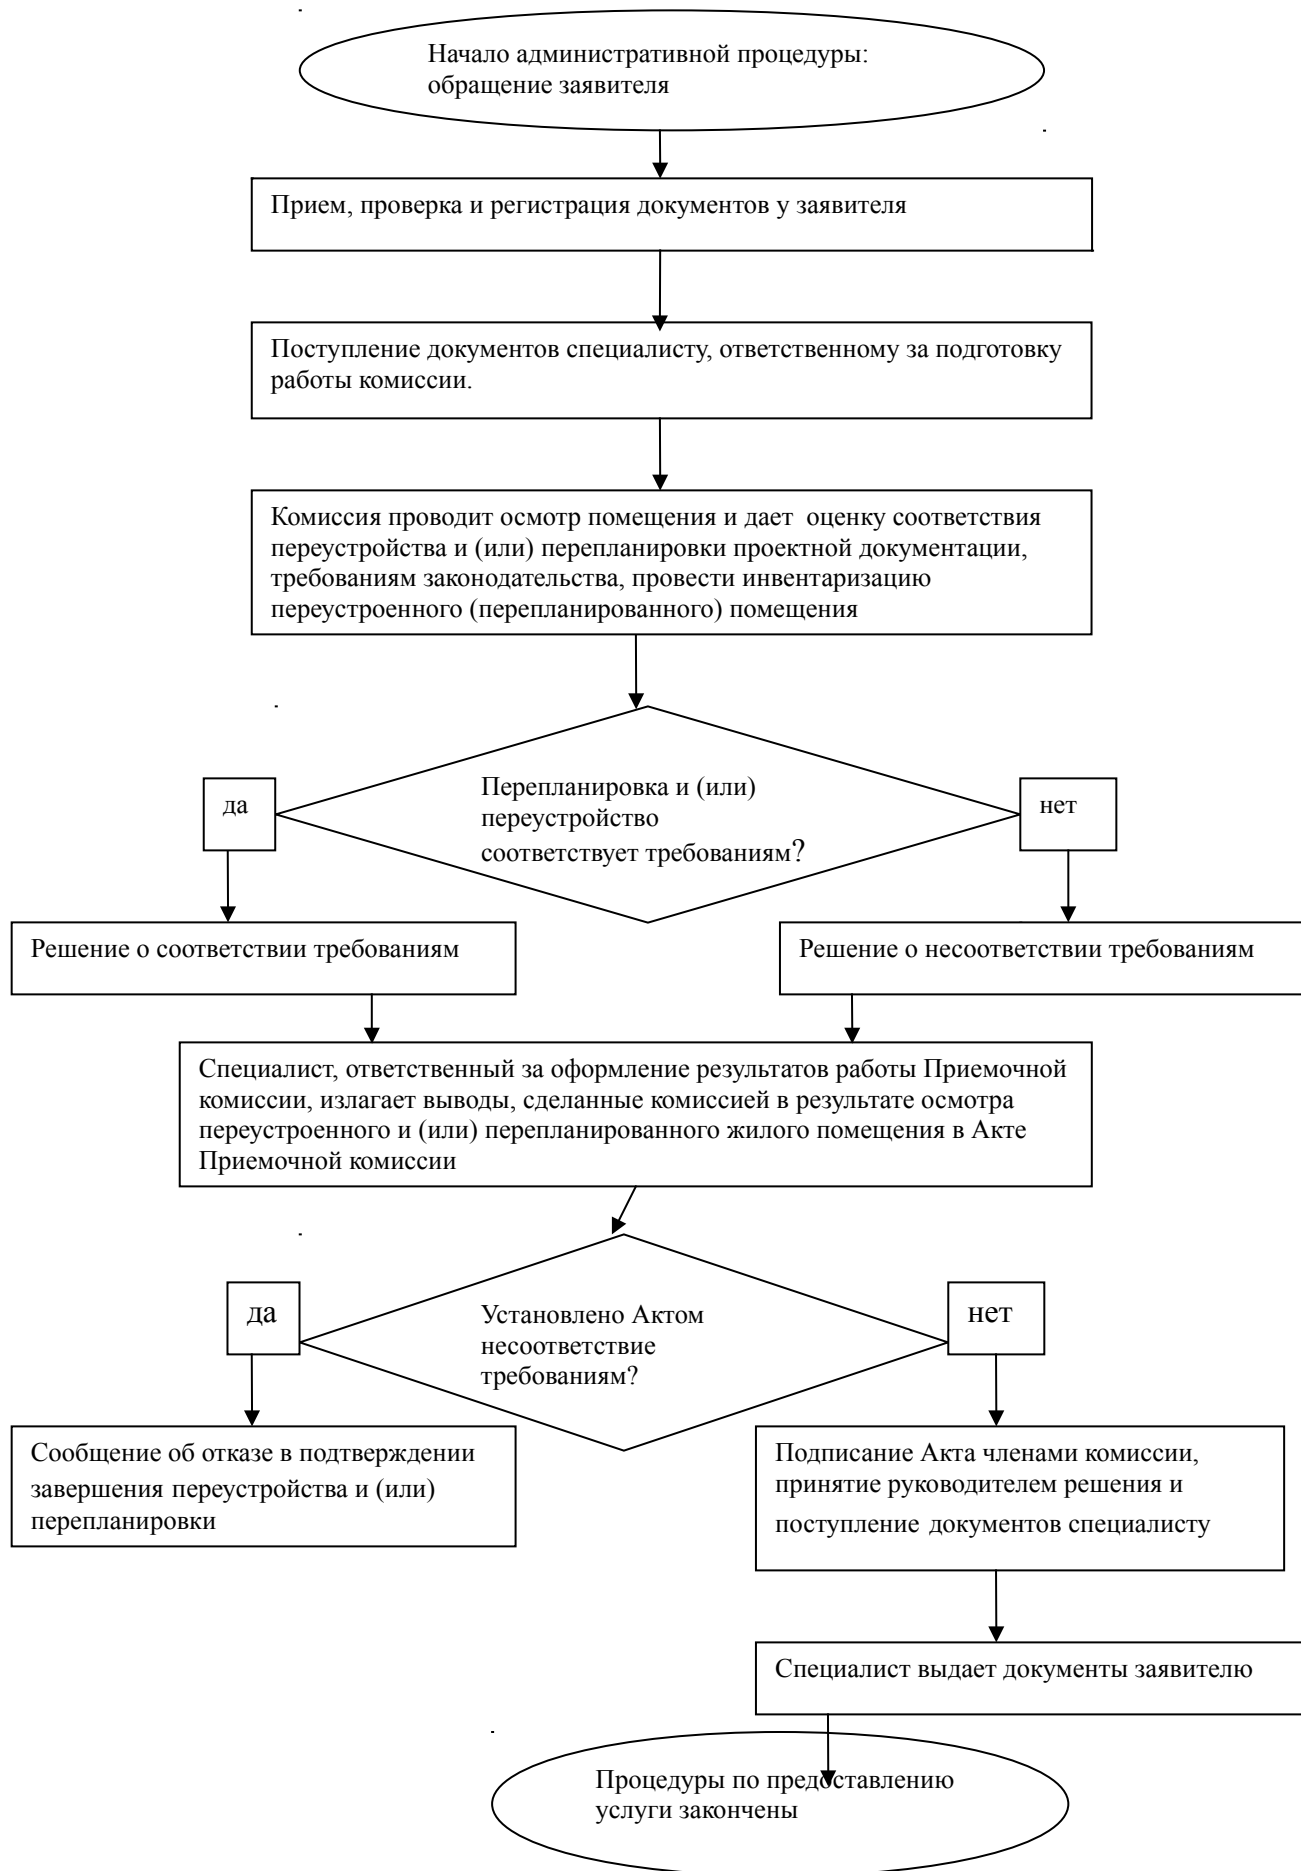 Начало административной процедуры:
обращение заявителя
Прием, проверка и регистрация документов у заявителя
Поступление документов специалисту, ответственному за подготовку
работы комиссии.
Комиссия проводит осмотр помещения и дает  оценку соответствия
переустройства и (или) перепланировки проектной документации,
требованиям законодательства, провести инвентаризацию
переустроенного (перепланированного) помещения
да
Перепланировка и (или)
переустройство
соответствует требованиям?
нет
Решение о соответствии требованиям
Решение о несоответствии требованиям
Специалист, ответственный за оформление результатов работы Приемочной
комиссии, излагает выводы, сделанные комиссией в результате осмотра
переустроенного и (или) перепланированного жилого помещения в Акте
Приемочной комиссии
да
Установлено Актом
несоответствие
требованиям?
нет
Сообщение об отказе в подтверждении
завершения переустройства и (или)
перепланировки
Подписание Акта членами комиссии,
принятие руководителем решения и
поступление документов специалисту
Специалист выдает документы заявителю
Процедуры по предоставлению
услуги закончены